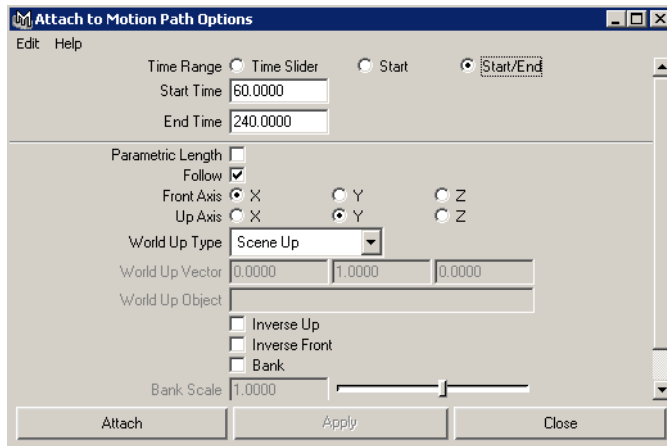 Attach to Motion Path Options
Edit Help
Time Range Time Slider Start Start/End
Start Time 60.0000
End Time 240.0000
Parametric Length
Follow
Front Axis X Y Z
Up Axis X Y Z
World Up Type Scene Up
World Up Vector 0.0000 1.0000 0.0000
World Up Object
Inverse Up
Inverse Front
Bank
Bank Scale 1.0000
Attach Apply Close